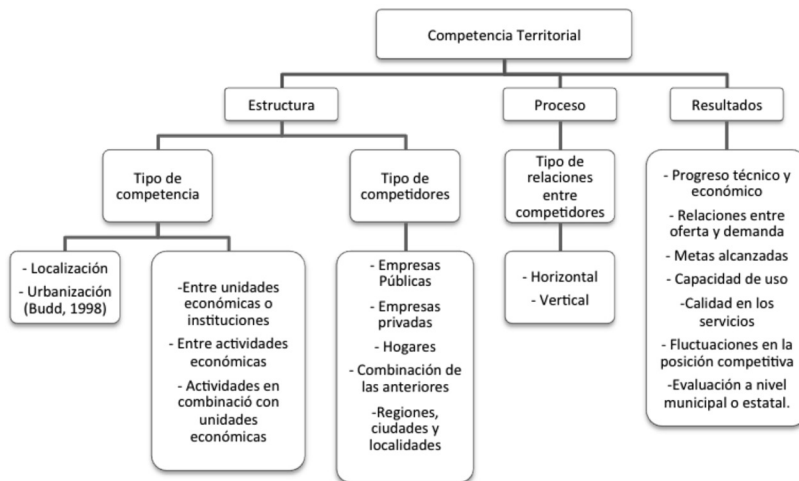 Competencia Territorial
Estructura
Proceso
Resultados
Tipo de
competencia
Tipo de
competidores
Tipo de
relaciones
entre
competidores
- Progreso técnico y
económico
- Relaciones entre
oferta y demanda
- Metas alcanzadas
- Capacidad de uso
-Calidad en los
servicios
- Fluctuaciones en la
posición competitiva
-Evaluación a nivel
municipal o estatal.
- Localización
- Urbanización
(Budd, 1998)
-Entre unidades
económicas o
instituciones
- Entre actividades
económicas
- Actividades en
combinació con
unidades
económicas
- Empresas
Públicas
- Empresas
privadas
- Hogares
- Combinación de
las anteriores
-Regiones,
ciudades y
localidades
- Horizontal
- Vertical